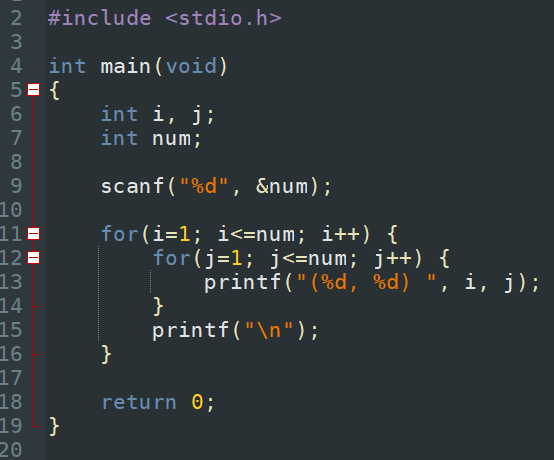 2 #include <stdio.h>
3
4 int main(void)
5 {
6     int i, j;
7     int num;
8
9     scanf("%d", &num);
10
11     for(i=1; i<=num; i++) {
12         for(j=1; j<=num; j++) {
13             printf("(%d, %d) ", i, j);
14         }
15         printf("\n");
16     }
17
18     return 0;
19 }
20